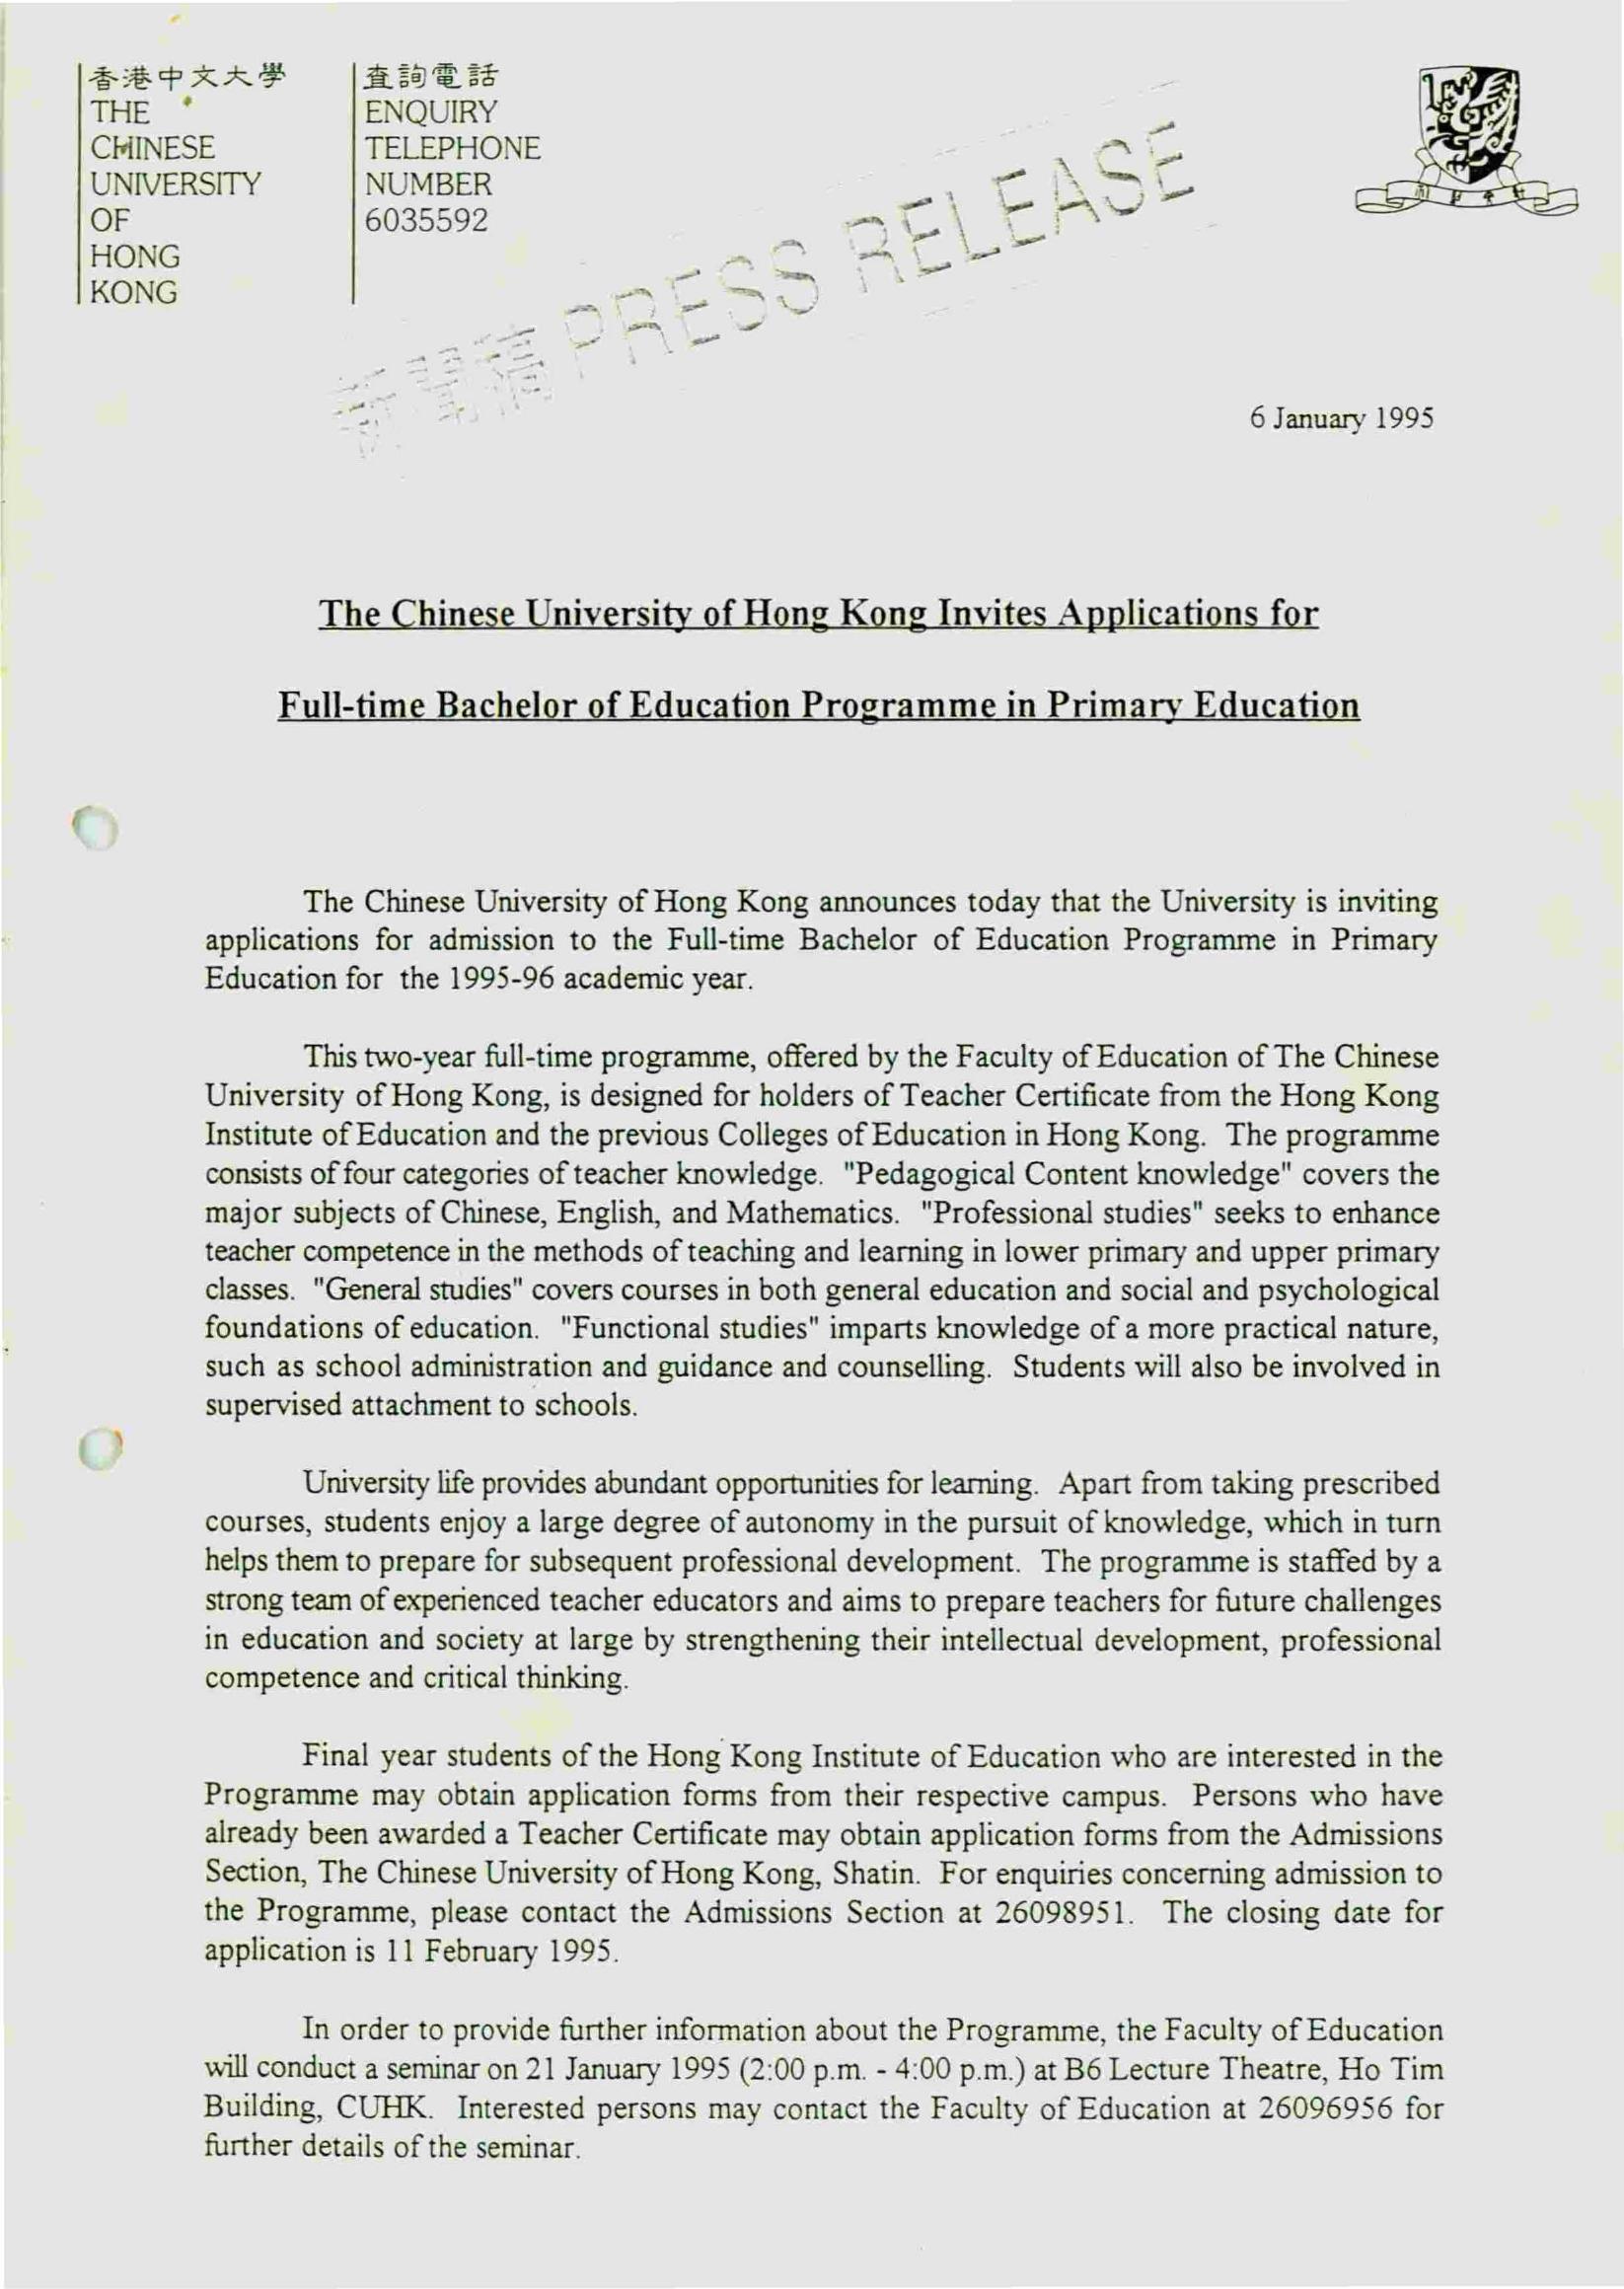 香港中文大學
THE
CHINESE
UNIVERSITY
OF
HONG
KONG
查詢電話
ENQUIRY
TELEPHONE
NUMBER
6035592
新聞稿 PRESS RELEASE
6 January 1995
The Chinese University of Hong Kong Invites Applications for
Full-time Bachelor of Education Programme in Primary Education
The Chinese University of Hong Kong announces today that the University is inviting
applications for admission to the Full-time Bachelor of Education Programme in Primary
Education for the 1995-96 academic year.
This two-year full-time programme, offered by the Faculty of Education of The Chinese
University of Hong Kong, is designed for holders of Teacher Certificate from the Hong Kong
Institute of Education and the previous Colleges of Education in Hong Kong. The programme
consists of four categories of teacher knowledge. "Pedagogical Content knowledge" covers the
major subjects of Chinese, English, and Mathematics. "Professional studies" seeks to enhance
teacher competence in the methods of teaching and learning in lower primary and upper primary
classes. "General studies" covers courses in both general education and social and psychological
foundations of education. "Functional studies" imparts knowledge of a more practical nature,
such as school administration and guidance and counselling. Students will also be involved in
supervised attachment to schools.
University life provides abundant opportunities for learning. Apart from taking prescribed
courses, students enjoy a large degree of autonomy in the pursuit of knowledge, which in turn
helps them to prepare for subsequent professional development. The programme is staffed by a
strong team of experienced teacher educators and aims to prepare teachers for future challenges
in education and society at large by strengthening their intellectual development, professional
competence and critical thinking.
Final year students of the Hong Kong Institute of Education who are interested in the
Programme may obtain application forms from their respective campus. Persons who have
already been awarded a Teacher Certificate may obtain application forms from the Admissions
Section, The Chinese University of Hong Kong, Shatin. For enquiries concerning admission to
the Programme, please contact the Admissions Section at 26098951. The closing date for
application is 11 February 1995.
In order to provide further information about the Programme, the Faculty of Education
will conduct a seminar on 21 January 1995 (2:00 p.m. - 4:00 p.m.) at B6 Lecture Theatre, Ho Tim
Building, CUHK. Interested persons may contact the Faculty of Education at 26096956 for
further details of the seminar.